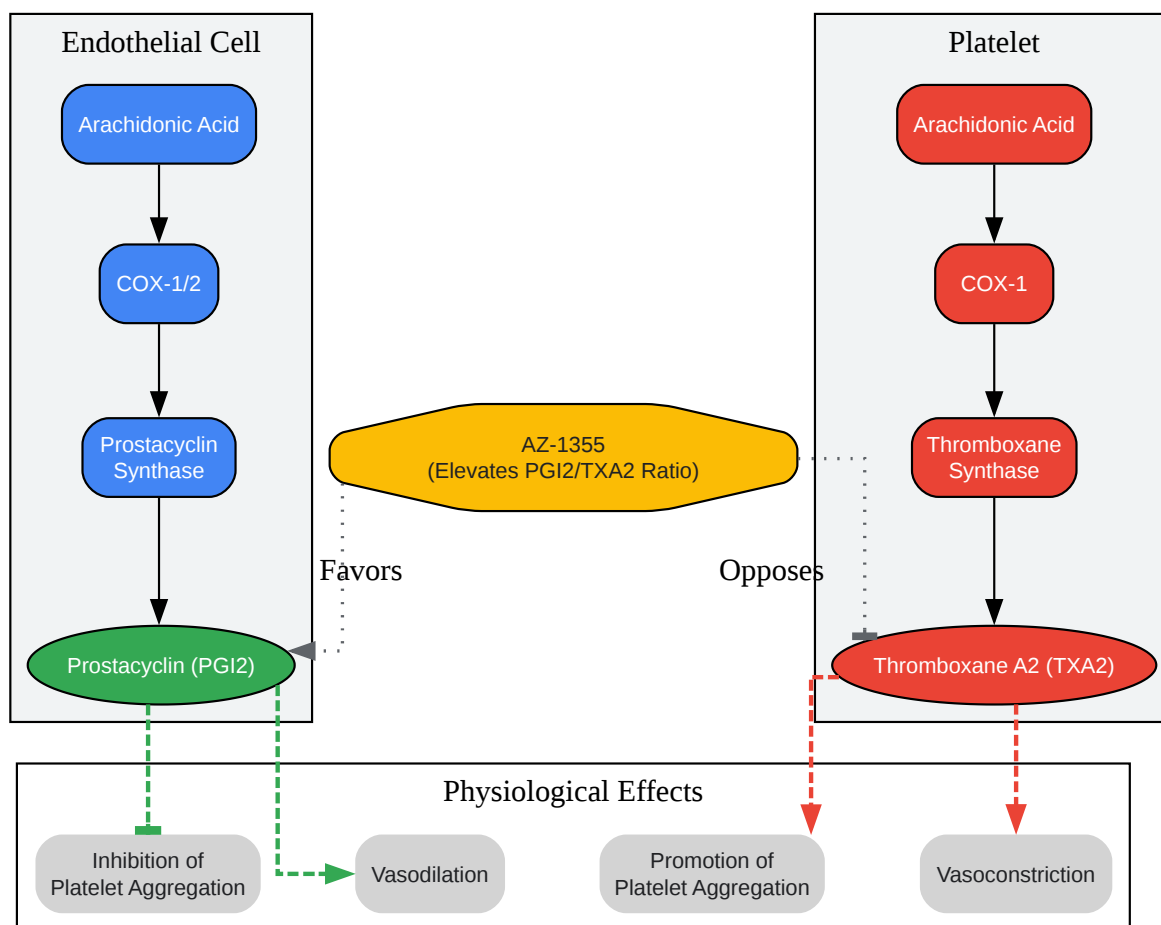 Endothelial Cell
Platelet
Arachidonic Acid
Arachidonic Acid
COX-1/2
COX-1
Prostacyclin
Synthase
AZ-1355
(Elevates PGI2/TXA2 Ratio)
Thromboxane
Synthase
Favors
Opposes
Prostacyclin (PGI2)
Thromboxane A2 (TXA2)
Physiological Effects
Inhibition of
Platelet Aggregation
Vasodilation
Promotion of
Platelet Aggregation
Vasoconstriction